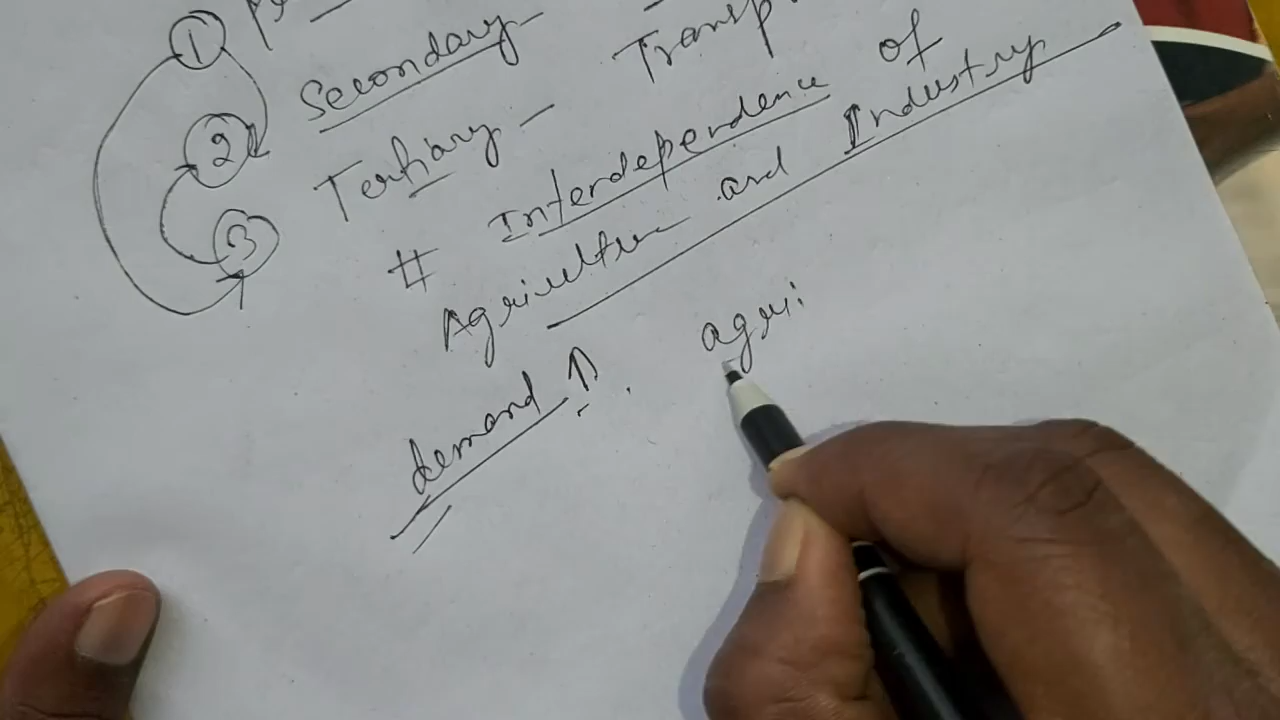 ①
② Secondary -
Transp
③ Tertiary -
# Interdependence of
Agriculture and Industry
demand ↑
agri